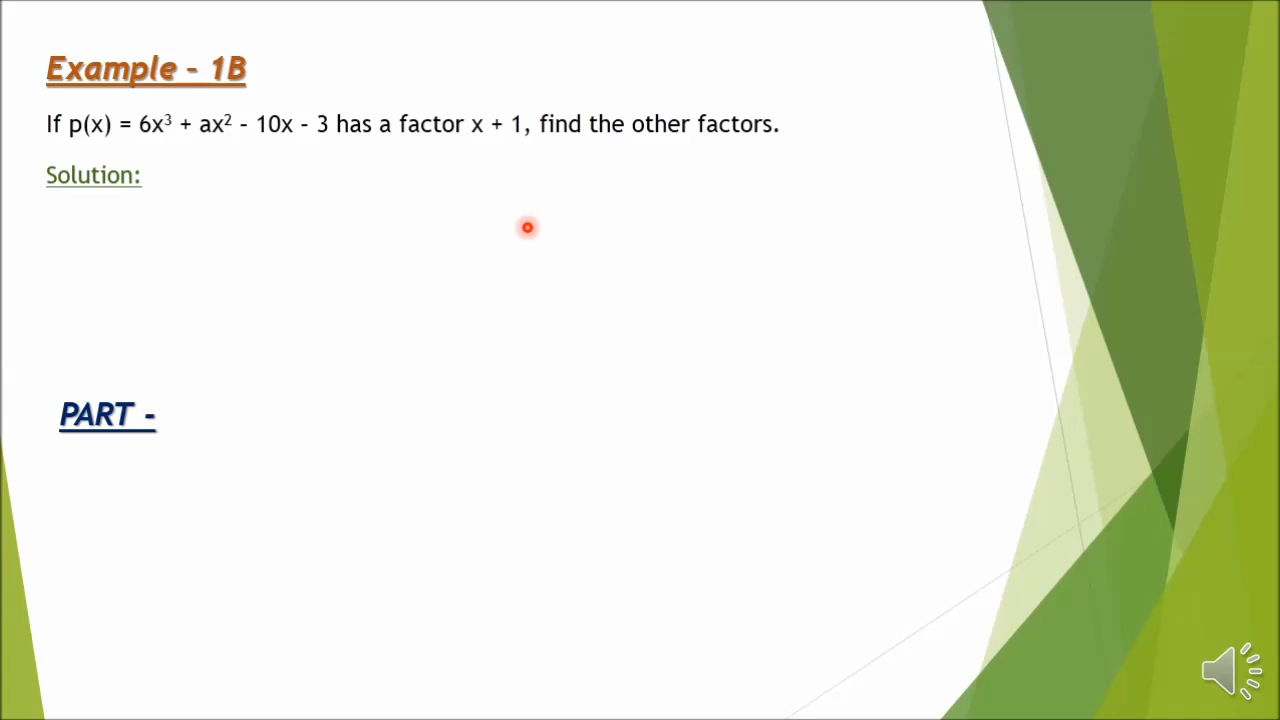 Example – 1B
If p(x) = 6x³ + ax² – 10x – 3 has a factor x + 1, find the other factors.
Solution:
PART -